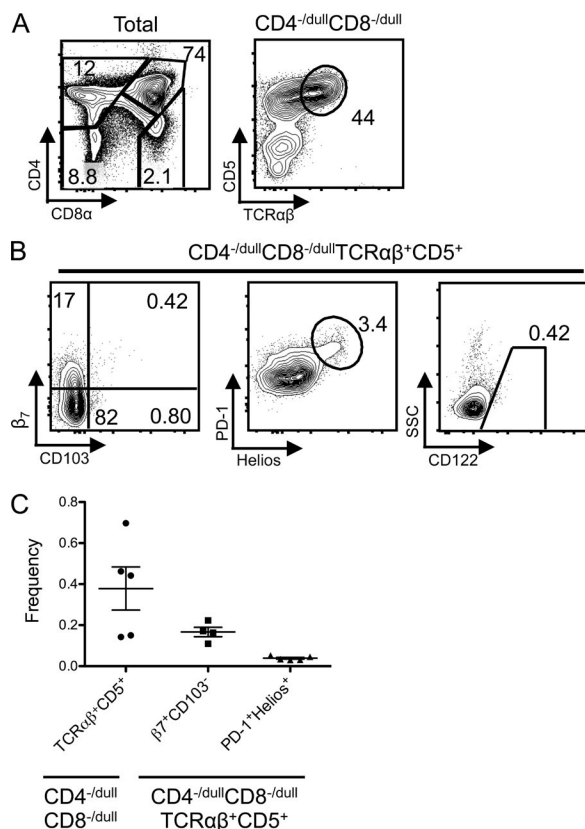 A
Total
CD4⁻/ᵈᵘˡˡCD8⁻/ᵈᵘˡˡ
12
74
8.8
2.1
CD4
CD8α
44
CD5
TCRαβ
B
CD4⁻/ᵈᵘˡˡCD8⁻/ᵈᵘˡˡTCRαβ⁺CD5⁺
17
0.42
82
0.80
β₇
CD103
3.4
PD-1
Helios
0.42
SSC
CD122
C
Frequency
0.8
0.6
0.4
0.2
0.0
TCRαβ⁺CD5⁺
β7⁺CD103⁻
PD-1⁺Helios⁺
CD4⁻/ᵈᵘˡˡ
CD8⁻/ᵈᵘˡˡ
CD4⁻/ᵈᵘˡˡCD8⁻/ᵈᵘˡˡ
TCRαβ⁺CD5⁺